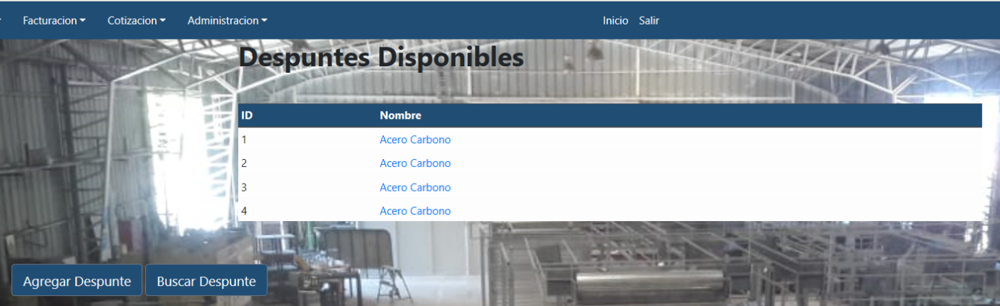 Facturacion Cotizacion Administracion Inicio Salir
Despuntes Disponibles
ID Nombre
1 Acero Carbono
2 Acero Carbono
3 Acero Carbono
4 Acero Carbono
Agregar Despunte Buscar Despunte